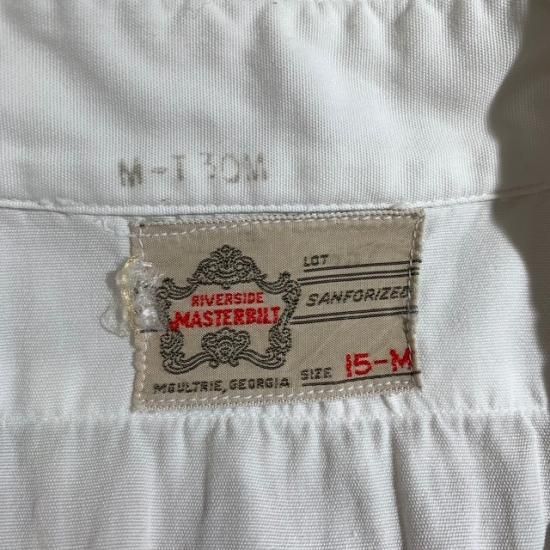 M-T 30M
LOT
RIVERSIDE
MASTERBILT
SANFORIZED
MOULTRIE, GEORGIA
SIZE 15-M